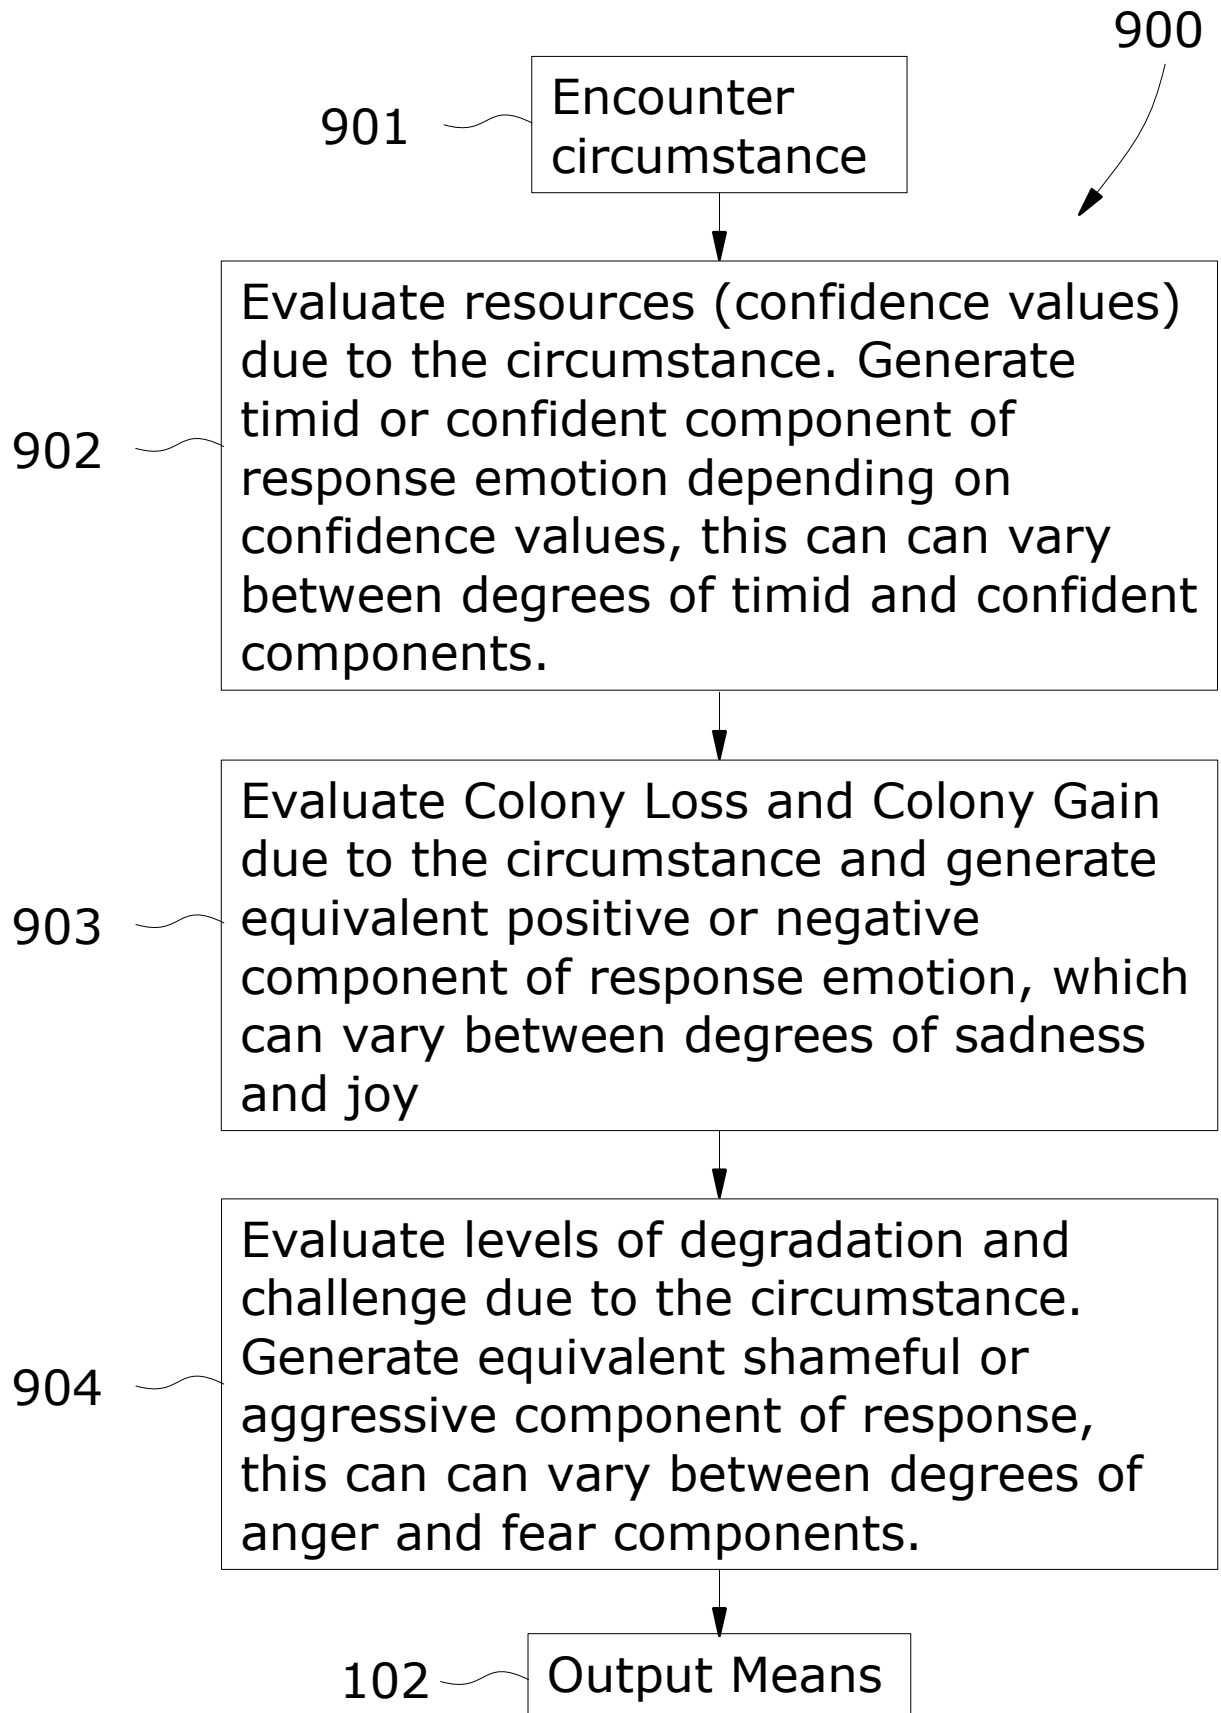 900
901
Encounter
circumstance
902
Evaluate resources (confidence values)
due to the circumstance. Generate
timid or confident component of
response emotion depending on
confidence values, this can can vary
between degrees of timid and confident
components.
903
Evaluate Colony Loss and Colony Gain
due to the circumstance and generate
equivalent positive or negative
component of response emotion, which
can vary between degrees of sadness
and joy
904
Evaluate levels of degradation and
challenge due to the circumstance.
Generate equivalent shameful or
aggressive component of response,
this can can vary between degrees of
anger and fear components.
102
Output Means